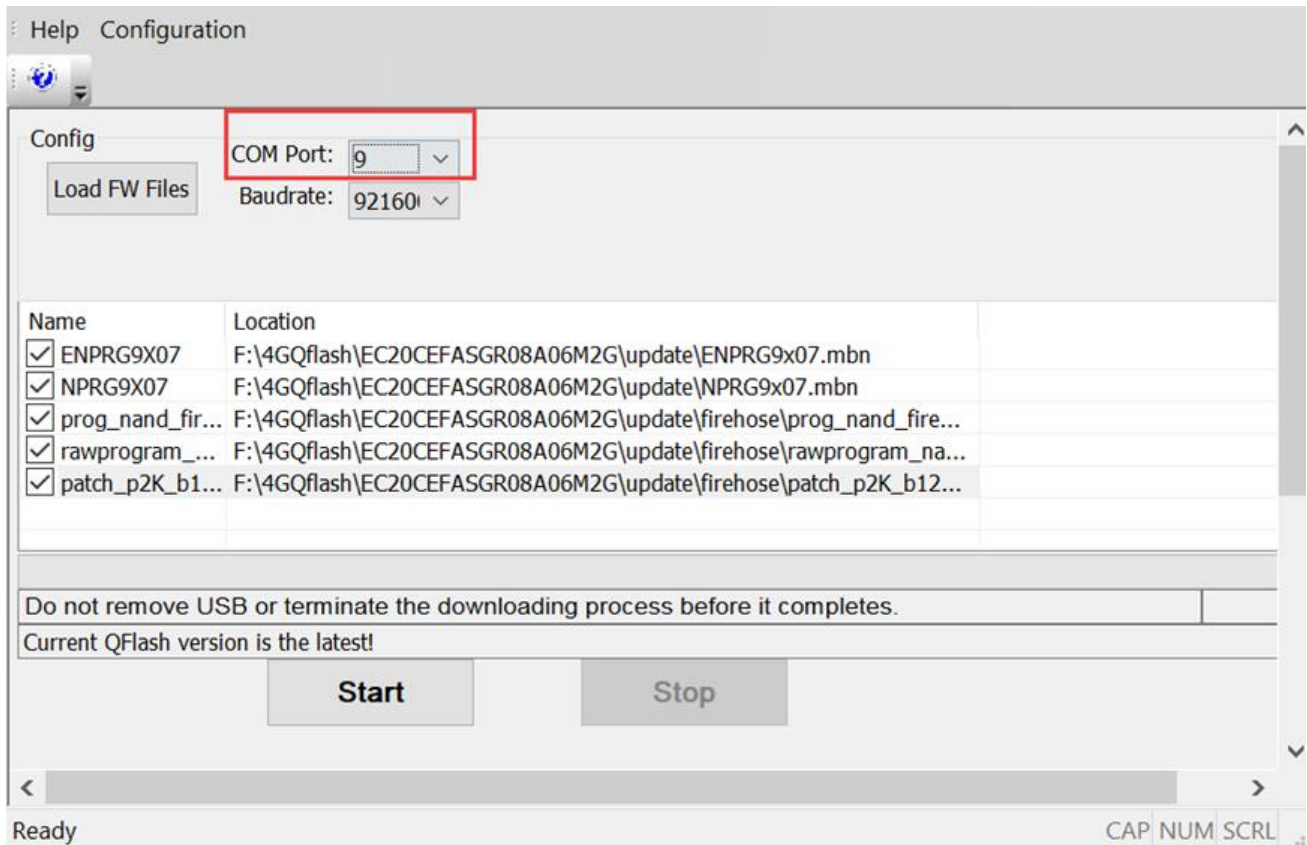 Help Configuration
Config
COM Port: 9
Load FW Files
Baudrate: 92160
Name Location
ENPRG9X07 F:\4GQflash\EC20CEFASGR08A06M2G\update\ENPRG9x07.mbn
NPRG9X07 F:\4GQflash\EC20CEFASGR08A06M2G\update\NPRG9x07.mbn
prog_nand_fir... F:\4GQflash\EC20CEFASGR08A06M2G\update\firehose\prog_nand_fire...
rawprogram_... F:\4GQflash\EC20CEFASGR08A06M2G\update\firehose\rawprogram_na...
patch_p2K_b1... F:\4GQflash\EC20CEFASGR08A06M2G\update\firehose\patch_p2K_b12...
Do not remove USB or terminate the downloading process before it completes.
Current QFlash version is the latest!
Start Stop
Ready CAP NUM SCRL